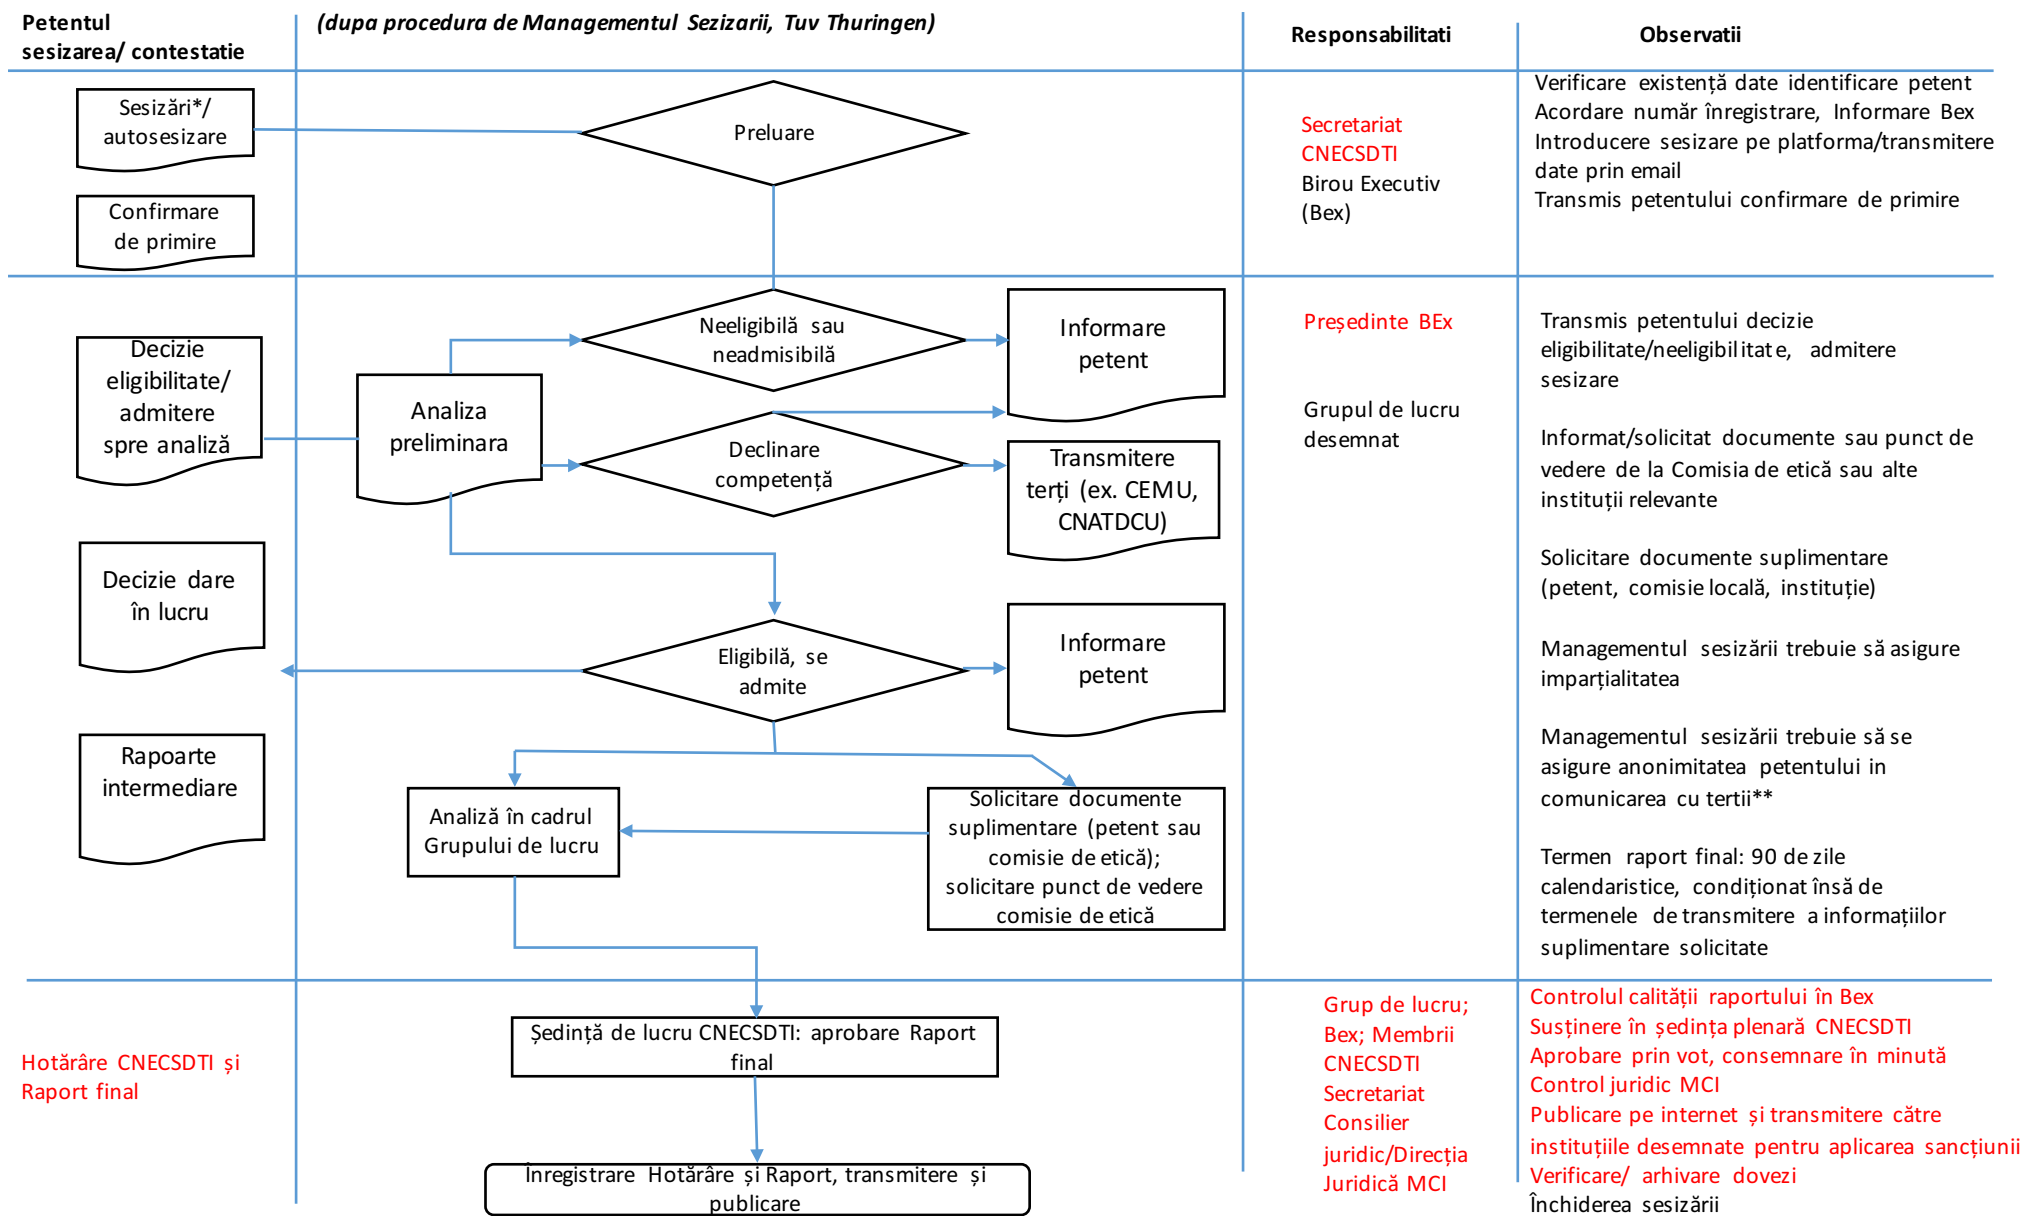 Petentul
sesizarea/ contestatie
(dupa procedura de Managementul Sezizarii, Tuv Thuringen)
Responsabilitati
Observatii
Sesizări*/
autosesizare
Confirmare
de primire
Preluare
Secretariat
CNECSDTI
Birou Executiv
(Bex)
Verificare existență date identificare petent
Acordare număr înregistrare, Informare Bex
Introducere sesizare pe platforma/transmitere
date prin email
Transmis petentului confirmare de primire
Decizie
eligibilitate/
admitere
spre analiză
Decizie dare
în lucru
Rapoarte
intermediare
Analiza
preliminara
Neeligibilă sau
neadmisibilă
Informare
petent
Declinare
competență
Transmitere
terți (ex. CEMU,
CNATDCU)
Eligibilă, se
admite
Informare
petent
Analiză în cadrul
Grupului de lucru
Solicitare documente
suplimentare (petent sau
comisie de etică);
solicitare punct de vedere
comisie de etică
Președinte BEx
Grupul de lucru
desemnat
Transmis petentului decizie
eligibilitate/neeligibilitate, admitere
sesizare
Informat/solicitat documente sau punct de
vedere de la Comisia de etică sau alte
instituții relevante
Solicitare documente suplimentare
(petent, comisie locală, instituție)
Managementul sesizării trebuie să asigure
imparțialitatea
Managementul sesizării trebuie să se
asigure anonimitatea petentului in
comunicarea cu tertii**
Termen raport final: 90 de zile
calendaristice, condiționat însă de
termenele de transmitere a informațiilor
suplimentare solicitate
Hotărâre CNECSDTI și
Raport final
Ședință de lucru CNECSDTI: aprobare Raport
final
Înregistrare Hotărâre și Raport, transmitere și
publicare
Grup de lucru;
Bex; Membrii
CNECSDTI
Secretariat
Consilier
juridic/Direcția
Juridică MCI
Controlul calității raportului în Bex
Susținere în ședința plenară CNECSDTI
Aprobare prin vot, consemnare în minută
Control juridic MCI
Publicare pe internet și transmitere către
instituțiile desemnate pentru aplicarea sancțiunii
Verificare/ arhivare dovezi
Închiderea sesizării